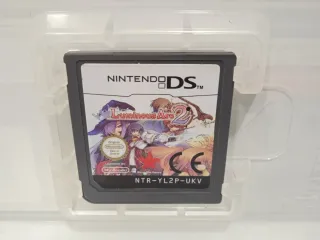 NINTENDO DS™
Luminous Arc 2
CE
NTR-YL2P-UKV